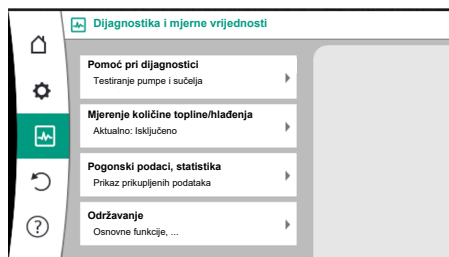 Dijagnostika i mjerne vrijednosti
Pomoć pri dijagnostici
Testiranje pumpe i sučelja
Mjerenje količine topline/hlađenja
Aktualno: Isključeno
Pogonski podaci, statistika
Prikaz prikupljenih podataka
Održavanje
Osnovne funkcije, ...
?